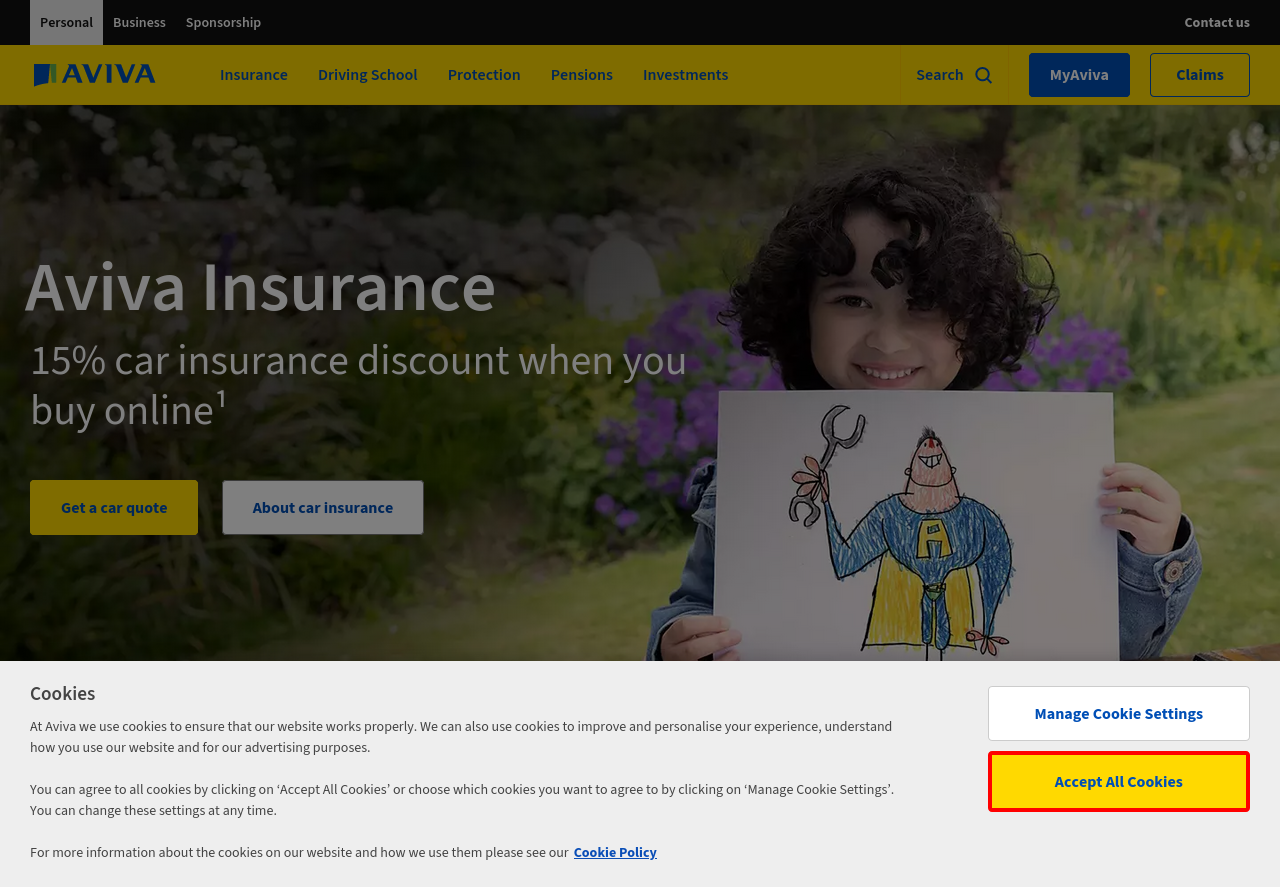 Personal Business Sponsorship Contact us
AVIVA Insurance Driving School Protection Pensions Investments Search MyAviva Claims
Aviva Insurance
15% car insurance discount when you
buy online¹
Get a car quote About car insurance
A
Cookies
At Aviva we use cookies to ensure that our website works properly. We can also use cookies to improve and personalise your experience, understand
how you use our website and for our advertising purposes.
You can agree to all cookies by clicking on ‘Accept All Cookies’ or choose which cookies you want to agree to by clicking on ‘Manage Cookie Settings’.
You can change these settings at any time.
For more information about the cookies on our website and how we use them please see our Cookie Policy
Manage Cookie Settings
Accept All Cookies